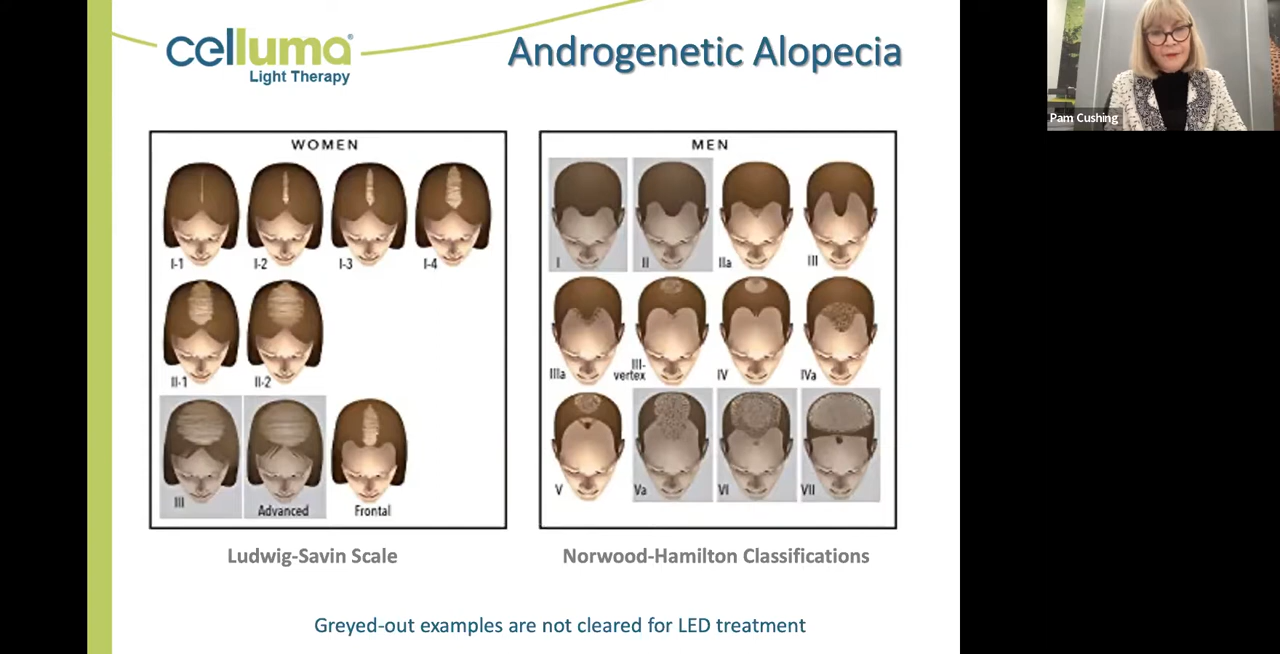 celluma®
Light Therapy
Androgenetic Alopecia
Pam Cushing
WOMEN
I-1 I-2 I-3 I-4
II-1 II-2
III Advanced Frontal
Ludwig-Savin Scale
MEN
I II IIa III
IIIa III-vertex IV IVa
V Va VI VII
Norwood-Hamilton Classifications
Greyed-out examples are not cleared for LED treatment